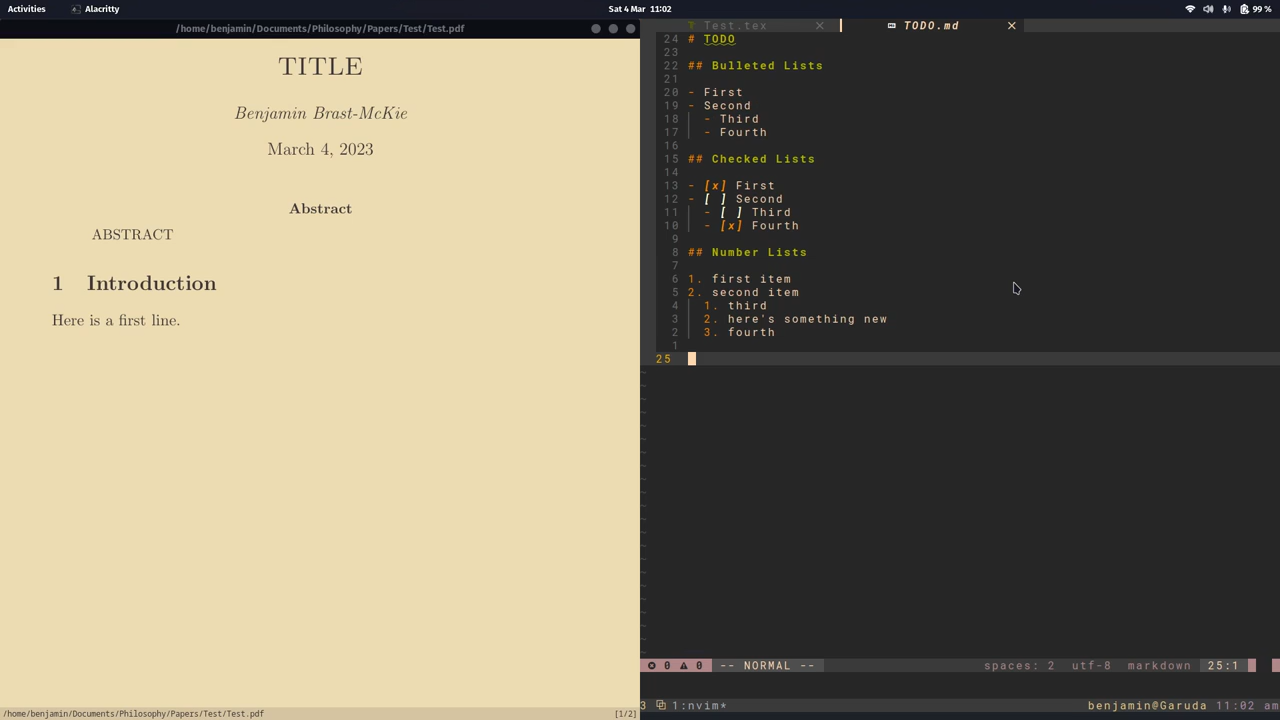 Activities Alacritty Sat 4 Mar 11:02 99 %
/home/benjamin/Documents/Philosophy/Papers/Test/Test.pdf
TITLE
Benjamin Brast-McKie
March 4, 2023
Abstract
ABSTRACT
1 Introduction
Here is a first line.
/home/benjamin/Documents/Philosophy/Papers/Test/Test.pdf [1/2]
Test.tex TODO.md
24 # TODO
23
22 ## Bulleted Lists
21
20 - First
19 - Second
18 - Third
17 - Fourth
16
15 ## Checked Lists
14
13 - [x] First
12 - [ ] Second
11 - [ ] Third
10 - [x] Fourth
9
8 ## Number Lists
7
6 1. first item
5 2. second item
4 1. third
3 2. here's something new
2 3. fourth
1
25
0 0 -- NORMAL -- spaces: 2 utf-8 markdown 25:1
3 1:nvim* benjamin@Garuda 11:02 am